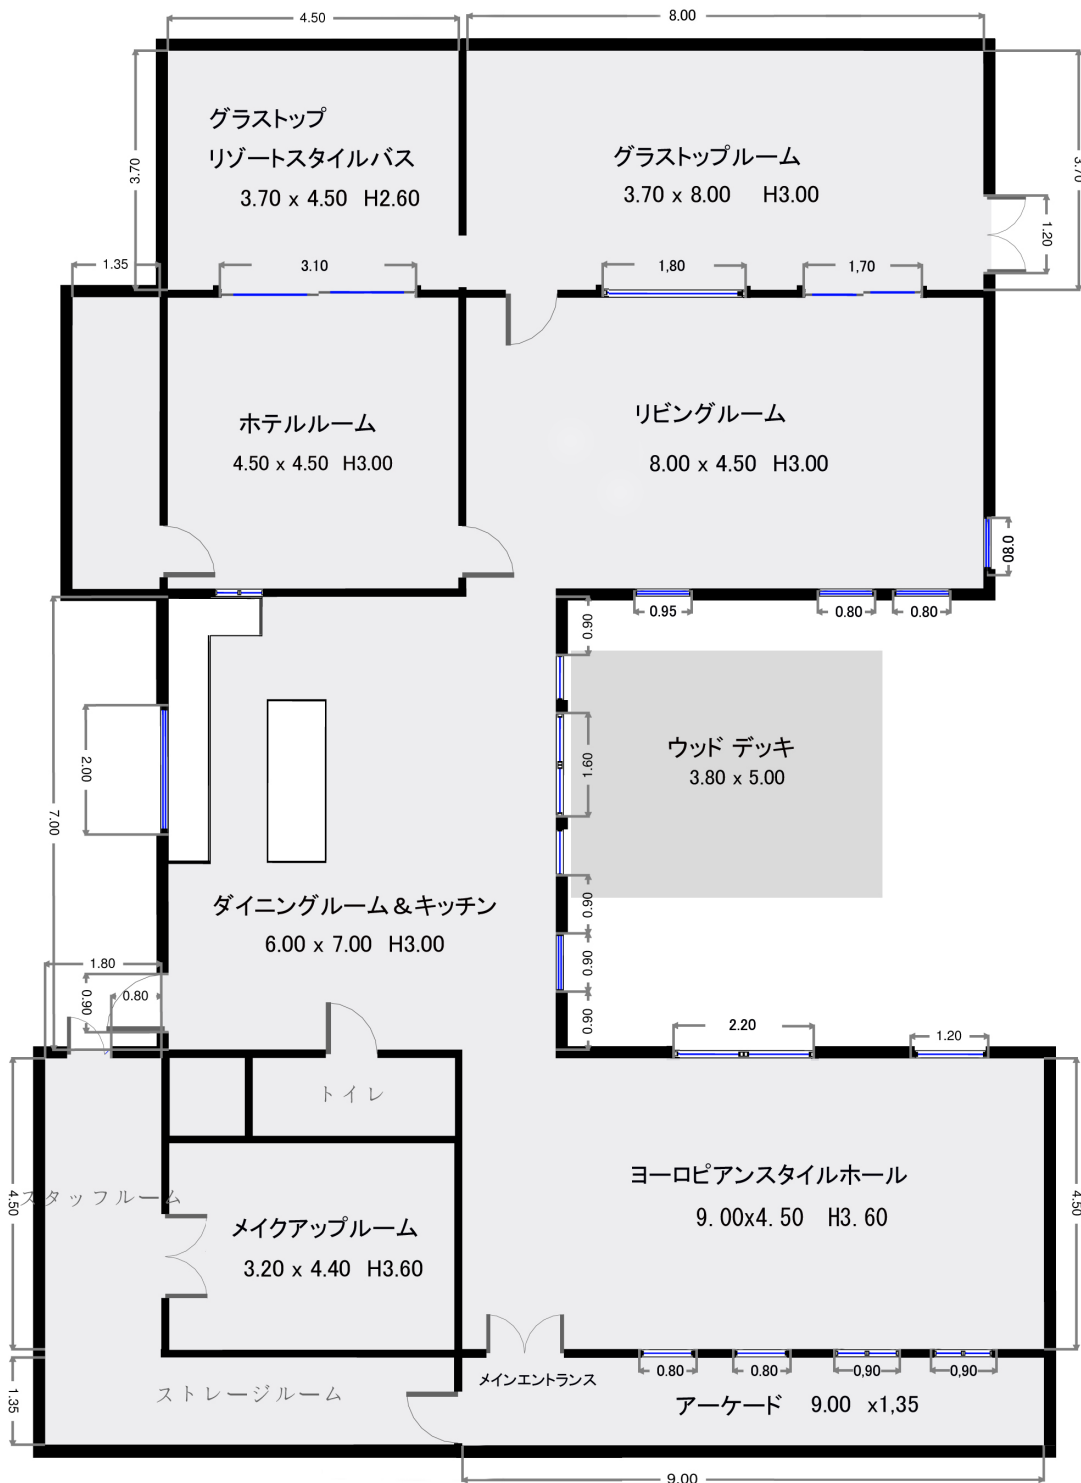 4.50
8.00
グラストップ
リゾートスタイルバス
3.70 x 4.50 H2.60
グラストップルーム
3.70 x 8.00 H3.00
3.70
3.70
1.20
1.35
3.10
1,80
1,70
ホテルルーム
4.50 x 4.50 H3.00
リビングルーム
8.00 x 4.50 H3.00
0.80
0.95
0.80
0.80
0.90
ウッド デッキ
3.80 x 5.00
1.60
2.00
7.00
ダイニングルーム＆キッチン
6.00 x 7.00 H3.00
0.90
0.90
0.90
1.80
0.80
0.90
2.20
1.20
トイレ
スタッフルーム
4.50
メイクアップルーム
3.20 x 4.40 H3.60
ヨーロピアンスタイルホール
9.00x4.50 H3.60
4.50
0.80
0.80
0,90
0,90
メインエントランス
ストレージルーム
アーケード 9.00 x1,35
1.35
9.00